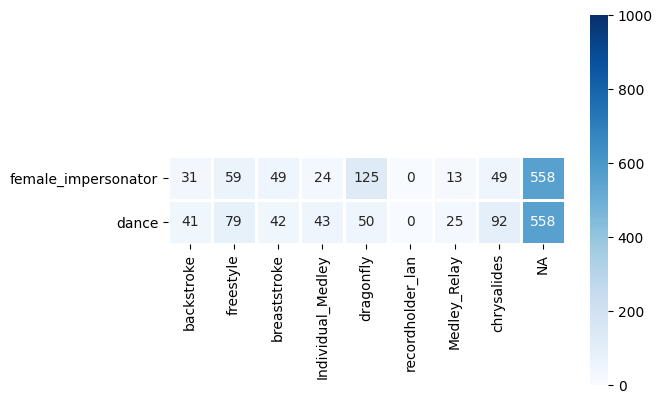 1000
800
600
400
200
0
female_impersonator 31 59 49 24 125 0 13 49 558
dance 41 79 42 43 50 0 25 92 558
backstroke
freestyle
breaststroke
Individual_Medley
dragonfly
recordholder_lan
Medley_Relay
chrysalides
NA